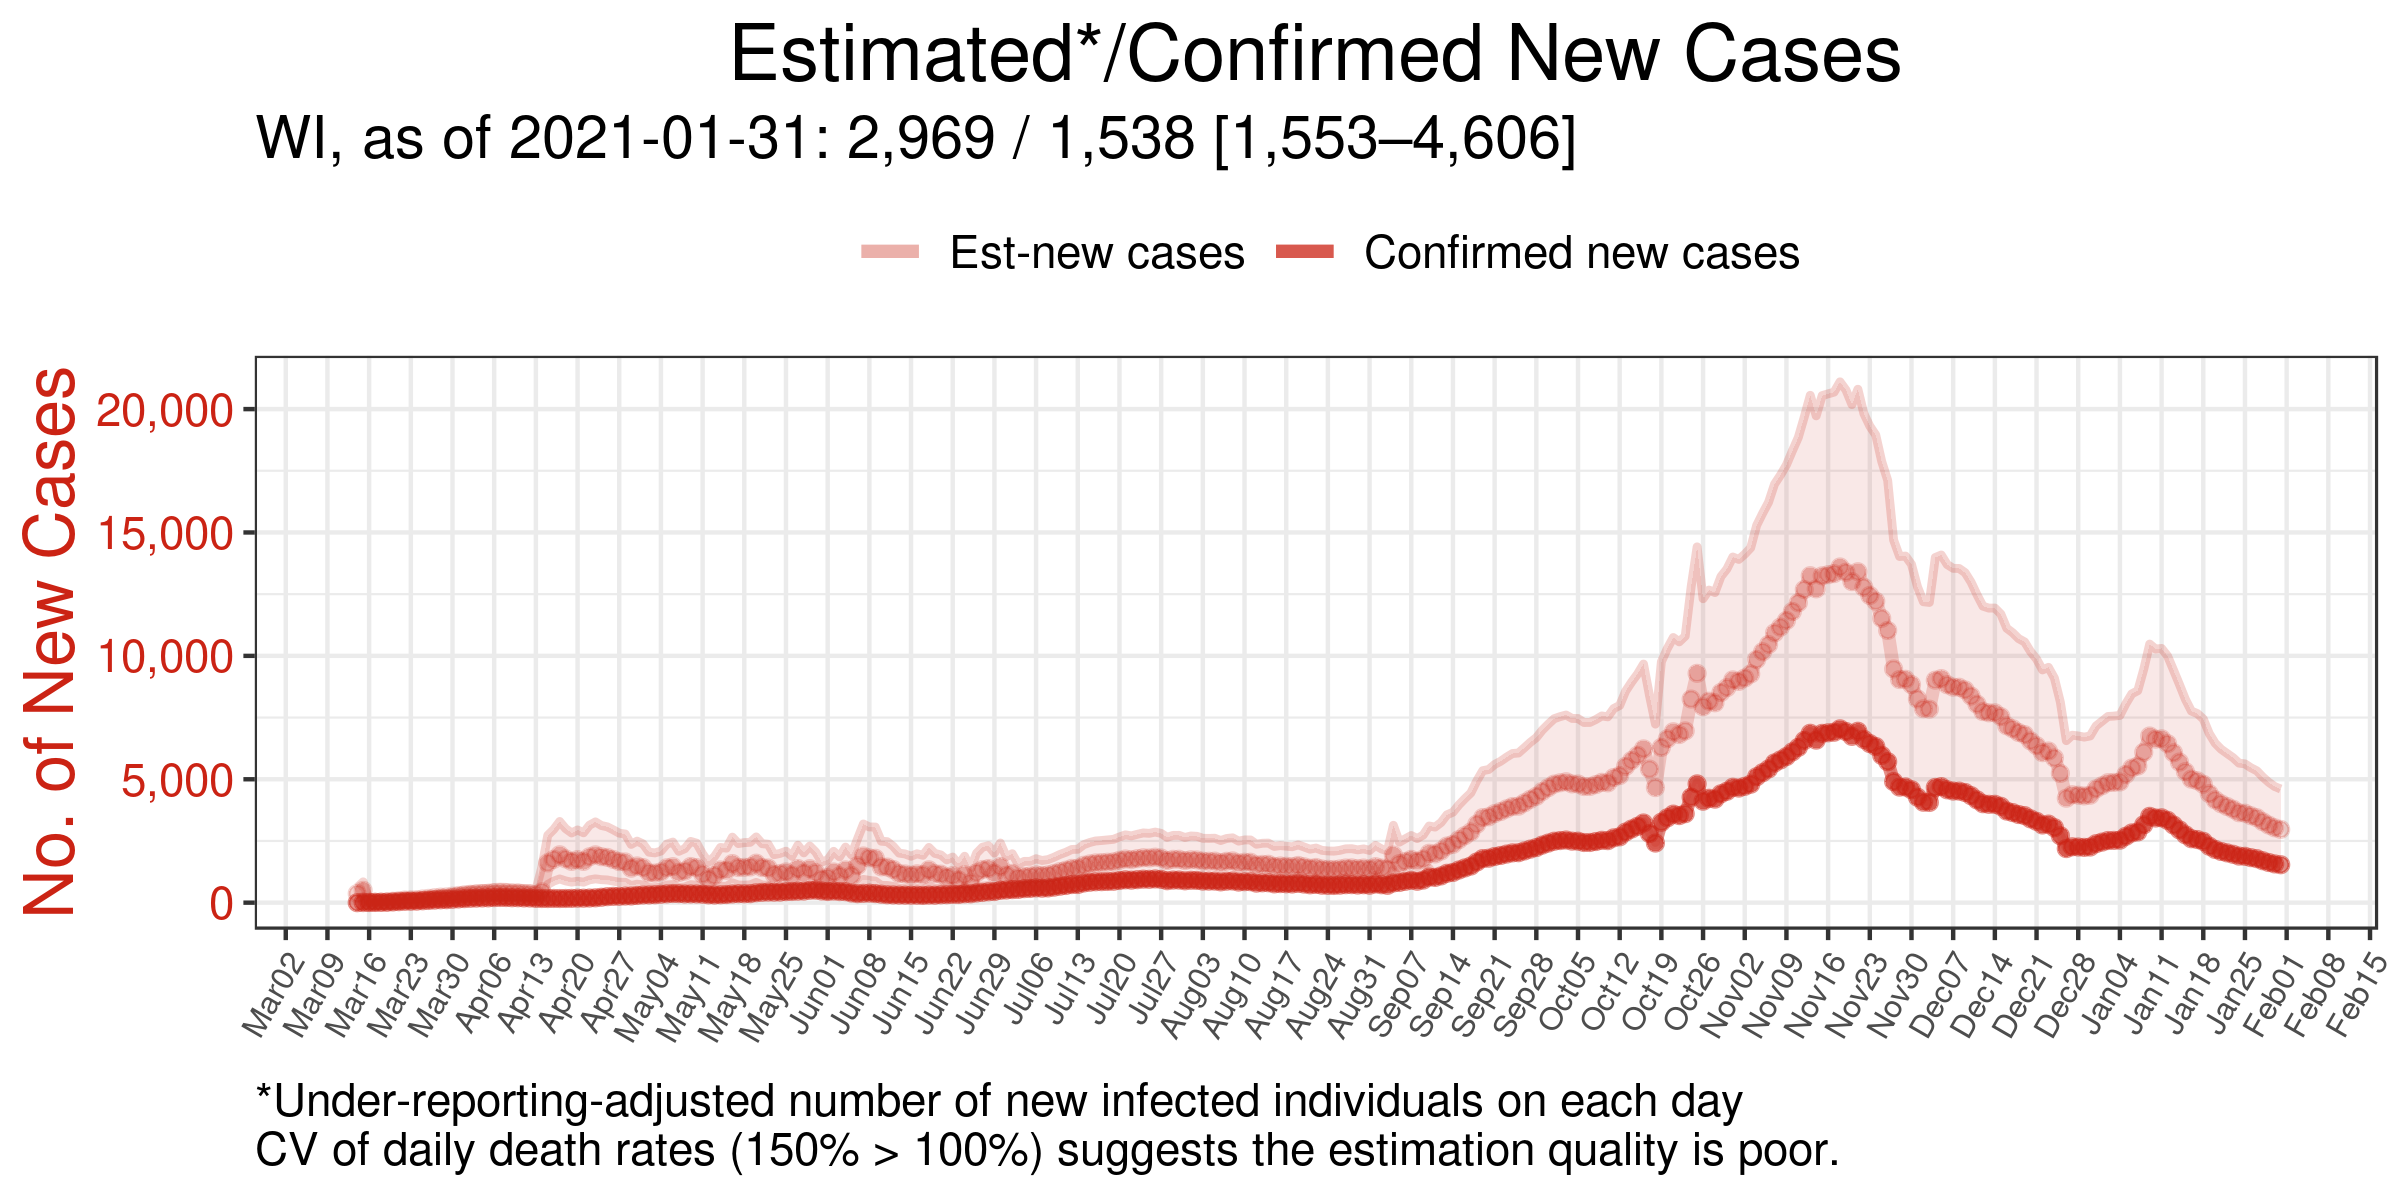 Estimated*/Confirmed New Cases
WI, as of 2021-01-31: 2,969 / 1,538 [1,553–4,606]
Est-new cases Confirmed new cases
No. of New Cases
20,000
15,000
10,000
5,000
0
Mar02 Mar09 Mar16 Mar23 Mar30 Apr06 Apr13 Apr20 Apr27 May04 May11 May18 May25 Jun01 Jun08 Jun15 Jun22 Jun29 Jul06 Jul13 Jul20 Jul27 Aug03 Aug10 Aug17 Aug24 Aug31 Sep07 Sep14 Sep21 Sep28 Oct05 Oct12 Oct19 Oct26 Nov02 Nov09 Nov16 Nov23 Nov30 Dec07 Dec14 Dec21 Dec28 Jan04 Jan11 Jan18 Jan25 Feb01 Feb08 Feb15
*Under-reporting-adjusted number of new infected individuals on each day
CV of daily death rates (150% > 100%) suggests the estimation quality is poor.